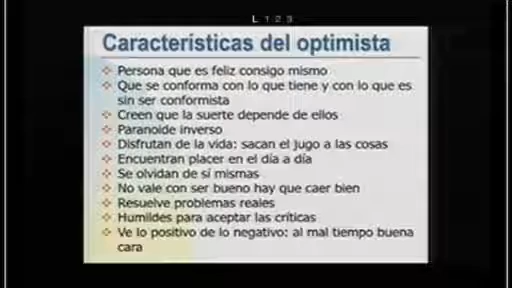 L 1 2 3
Características del optimista
Persona que es feliz consigo mismo
Que se conforma con lo que tiene y con lo que es
sin ser conformista
Creen que la suerte depende de ellos
Paranoide inverso
Disfrutan de la vida: sacan el jugo a las cosas
Encuentran placer en el día a día
Se olvidan de sí mismas
No vale con ser bueno hay que caer bien
Resuelve problemas reales
Humildes para aceptar las críticas
Ve lo positivo de lo negativo: al mal tiempo buena
cara